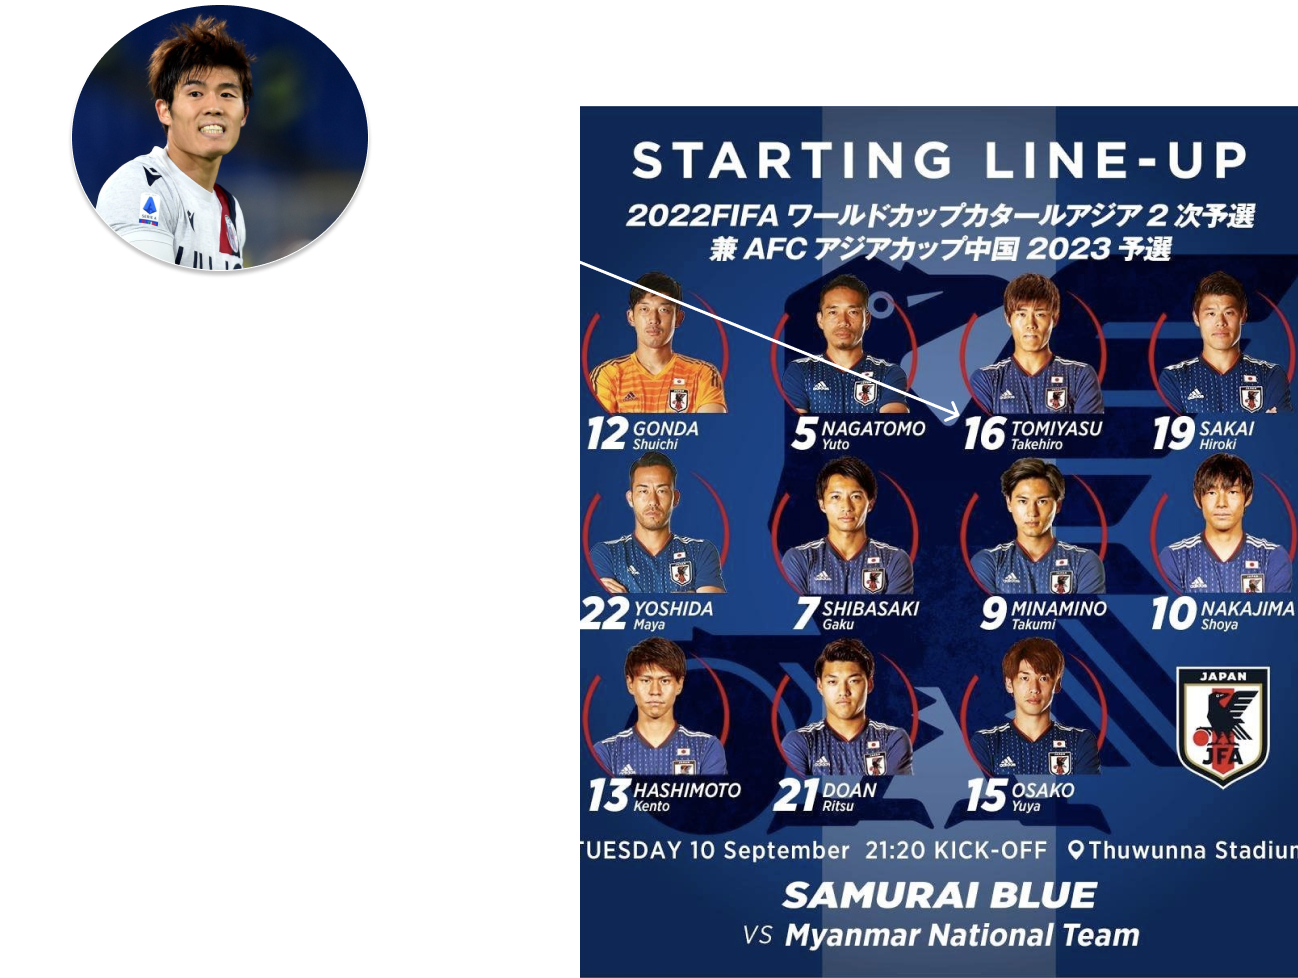 STARTING LINE-UP
2022FIFA ワールドカップカタールアジア 2 次予選
兼 AFC アジアカップ中国 2023 予選
12 GONDA Shuichi
5 NAGATOMO Yuto
16 TOMIYASU Takehiro
19 SAKAI Hiroki
22 YOSHIDA Maya
7 SHIBASAKI Gaku
9 MINAMINO Takumi
10 NAKAJIMA Shoya
13 HASHIMOTO Kento
21 DOAN Ritsu
15 OSAKO Yuya
JAPAN
JFA
TUESDAY 10 September 21:20 KICK-OFF Thuwunna Stadium
SAMURAI BLUE
VS Myanmar National Team